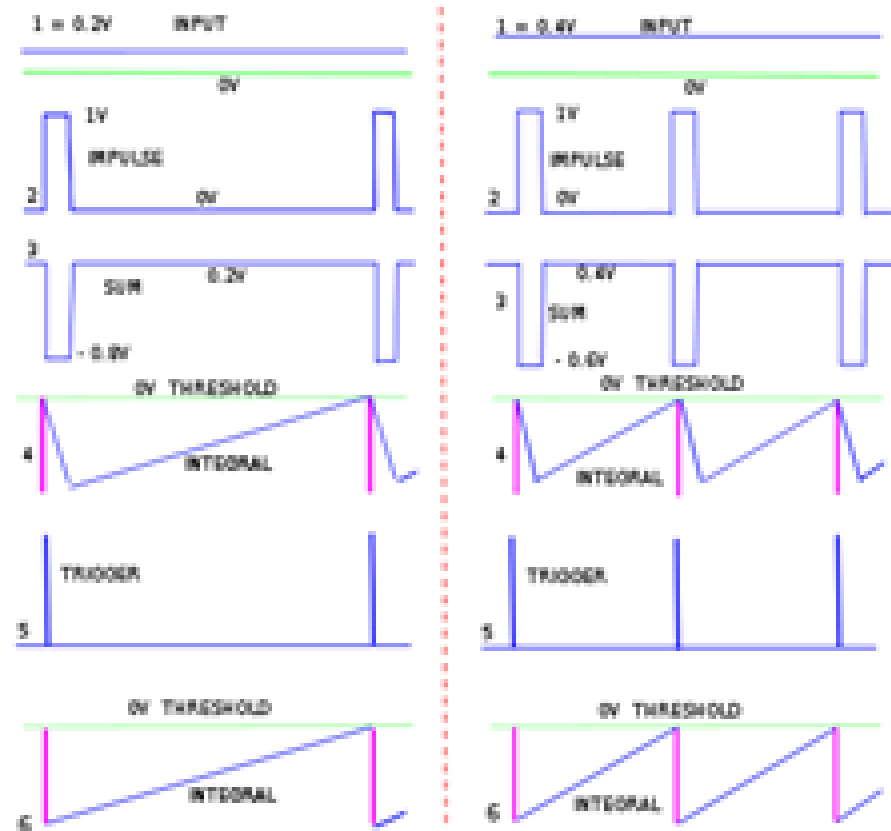 1 = 0.2V INPUT
0V
1V
IMPULSE
2 0V
3
0.2V
SUM
- 0.8V
0V THRESHOLD
4
INTEGRAL
TRIGGER
5
0V THRESHOLD
INTEGRAL
6
1 = 0.4V INPUT
0V
1V
IMPULSE
2 0V
0.4V
3
SUM
- 0.6V
0V THRESHOLD
4
INTEGRAL
TRIGGER
5
0V THRESHOLD
6 INTEGRAL